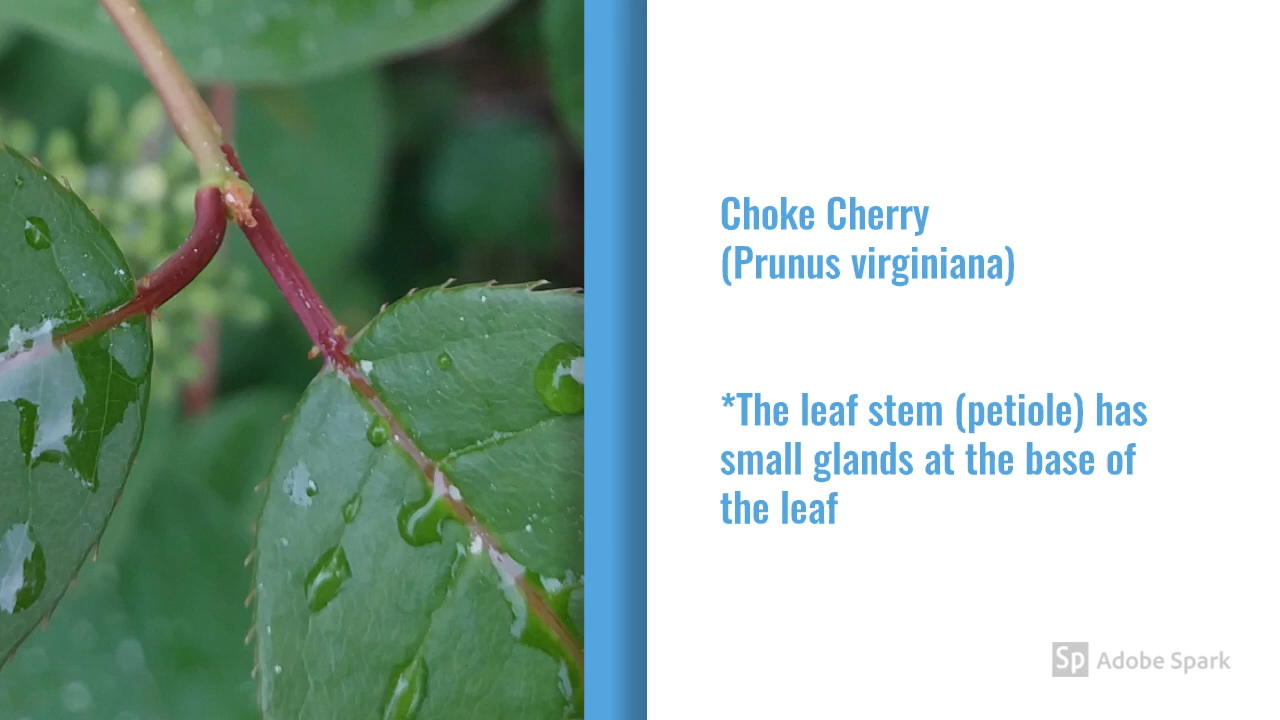 Choke Cherry
(Prunus virginiana)
*The leaf stem (petiole) has
small glands at the base of
the leaf
Sp Adobe Spark